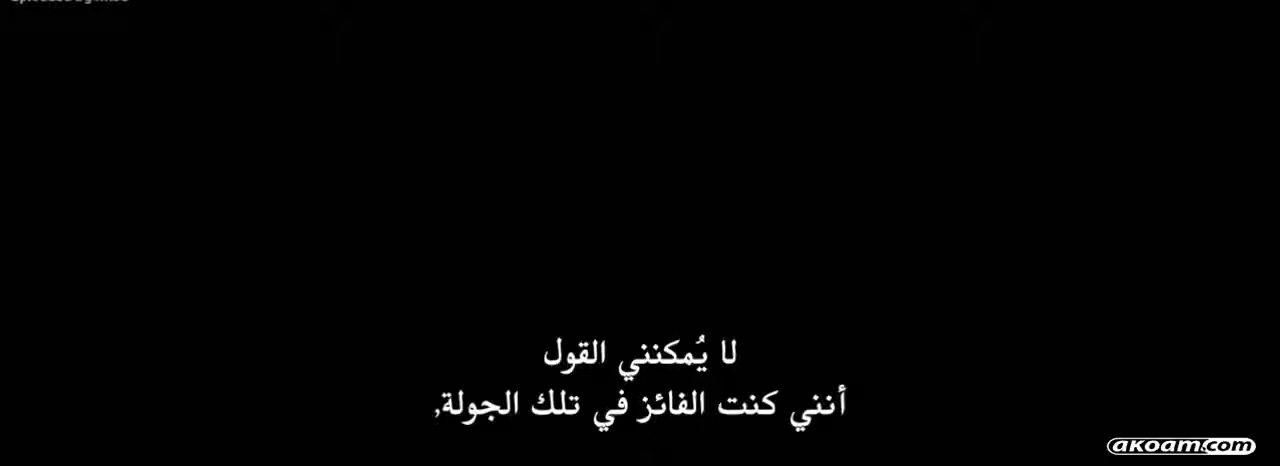 لا يُمكنني القول
أنني كنت الفائز في تلك الجولة,
akoam.com